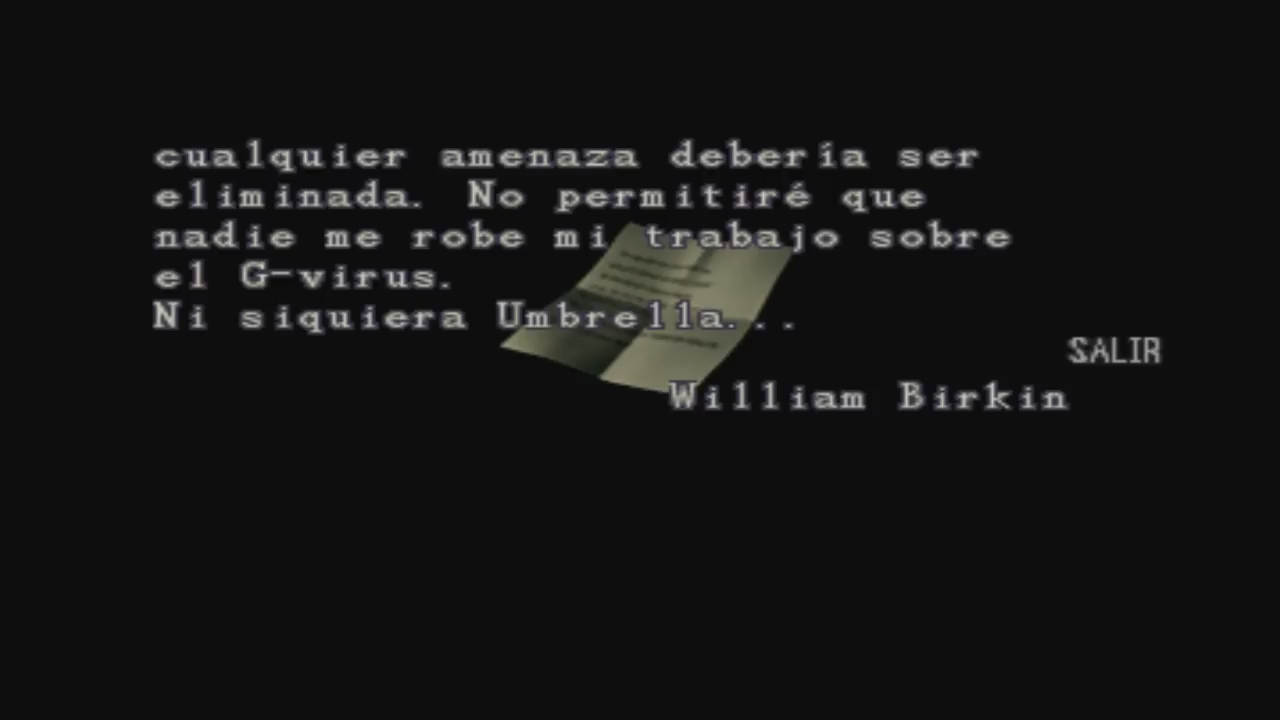 cualquier amenaza debería ser
eliminada. No permitiré que
nadie me robe mi trabajo sobre
el G-virus.
Ni siquiera Umbrella...
SALIR
William Birkin